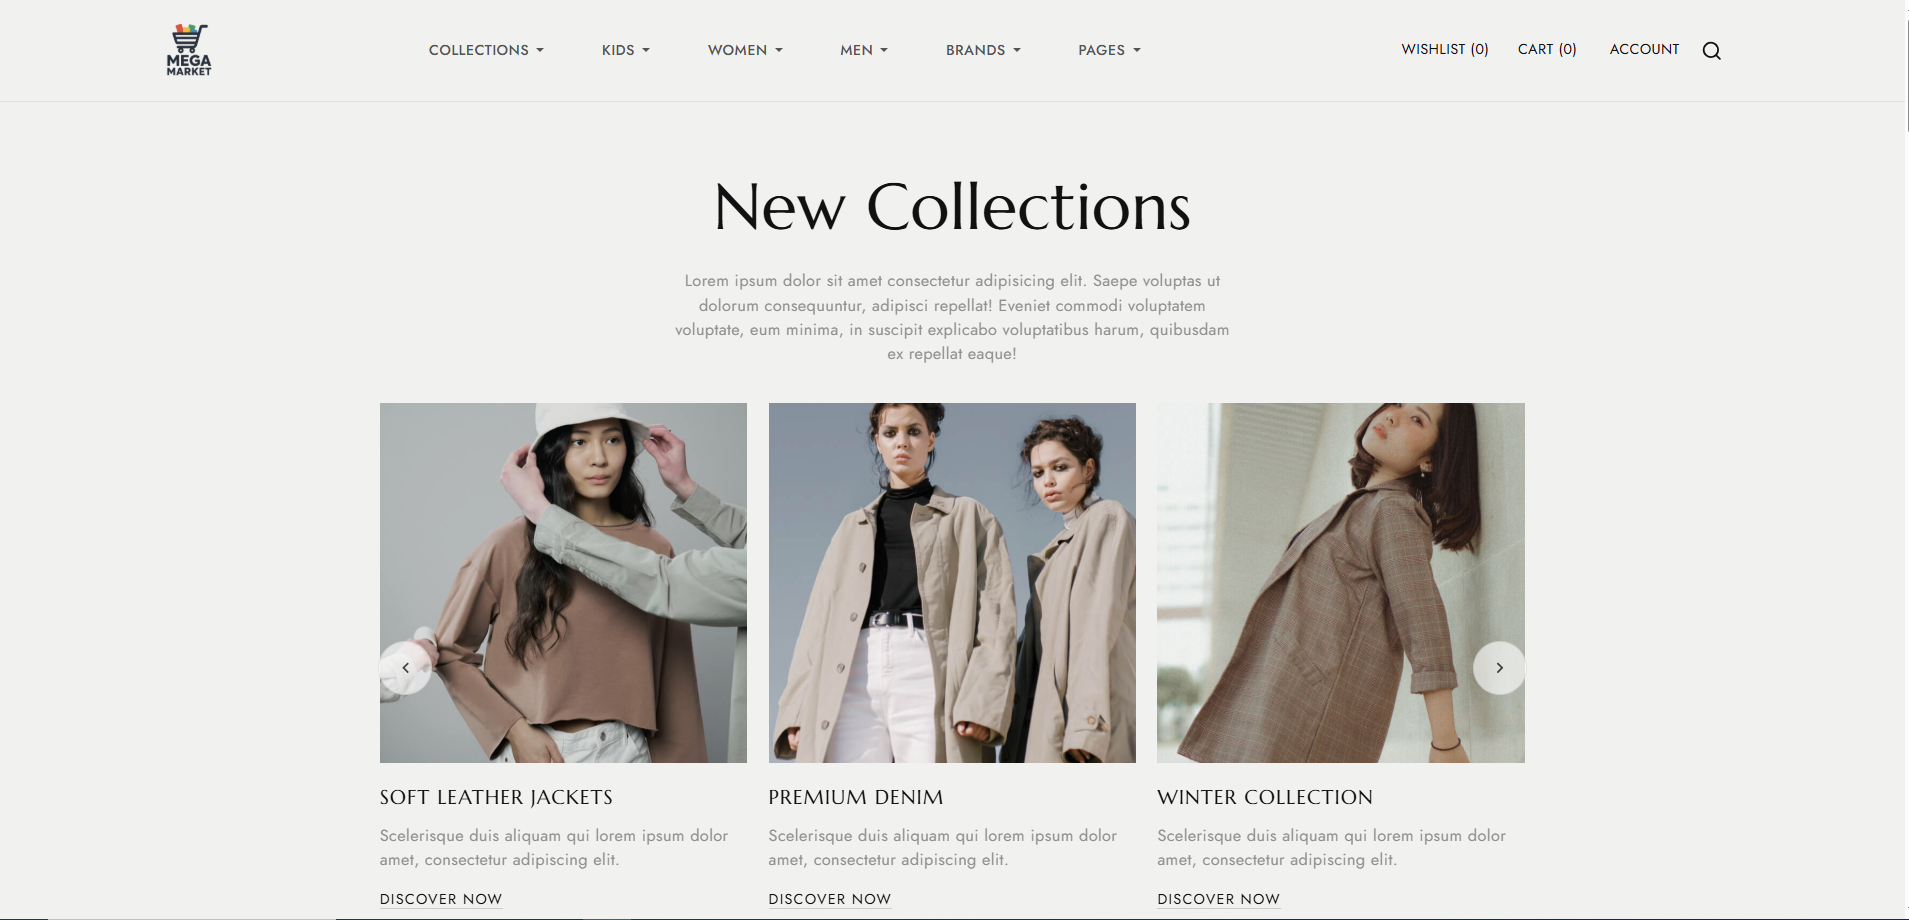 MEGA
MARKET
COLLECTIONS
KIDS
WOMEN
MEN
BRANDS
PAGES
WISHLIST (0)
CART (0)
ACCOUNT
New Collections
Lorem ipsum dolor sit amet consectetur adipisicing elit. Saepe voluptas ut
dolorum consequuntur, adipisci repellat! Eveniet commodi voluptatem
voluptate, eum minima, in suscipit explicabo voluptatibus harum, quibusdam
ex repellat eaque!
SOFT LEATHER JACKETS
Scelerisque duis aliquam qui lorem ipsum dolor
amet, consectetur adipiscing elit.
DISCOVER NOW
PREMIUM DENIM
Scelerisque duis aliquam qui lorem ipsum dolor
amet, consectetur adipiscing elit.
DISCOVER NOW
WINTER COLLECTION
Scelerisque duis aliquam qui lorem ipsum dolor
amet, consectetur adipiscing elit.
DISCOVER NOW